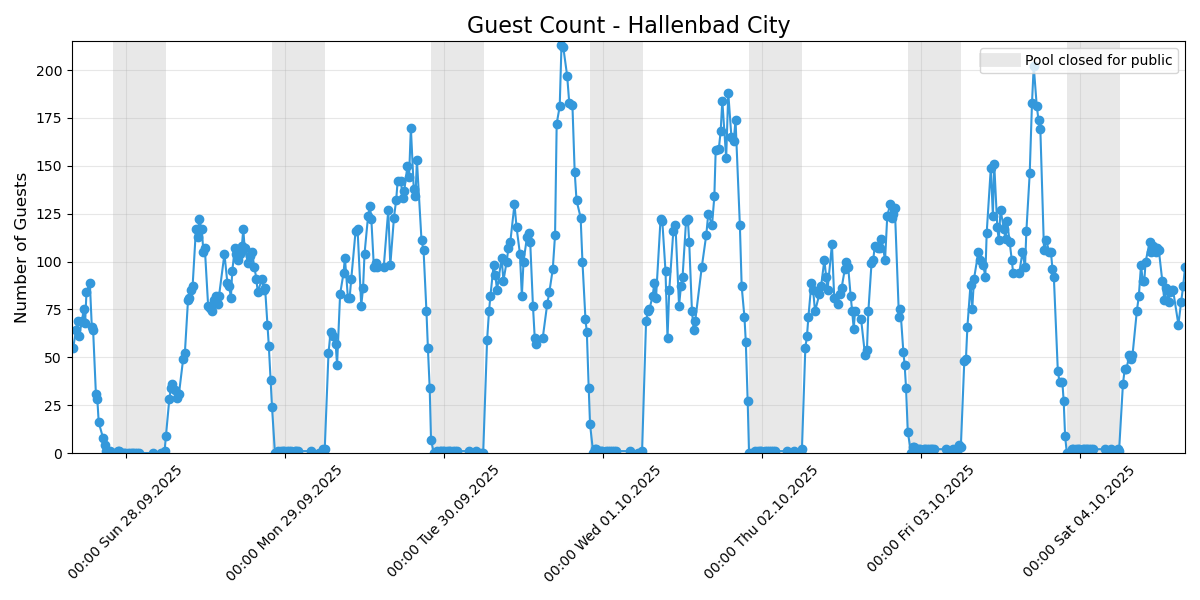 Guest Count - Hallenbad City
Pool closed for public
Number of Guests
200
175
150
125
100
75
50
25
0
00:00 Sun 28.09.2025
00:00 Mon 29.09.2025
00:00 Tue 30.09.2025
00:00 Wed 01.10.2025
00:00 Thu 02.10.2025
00:00 Fri 03.10.2025
00:00 Sat 04.10.2025